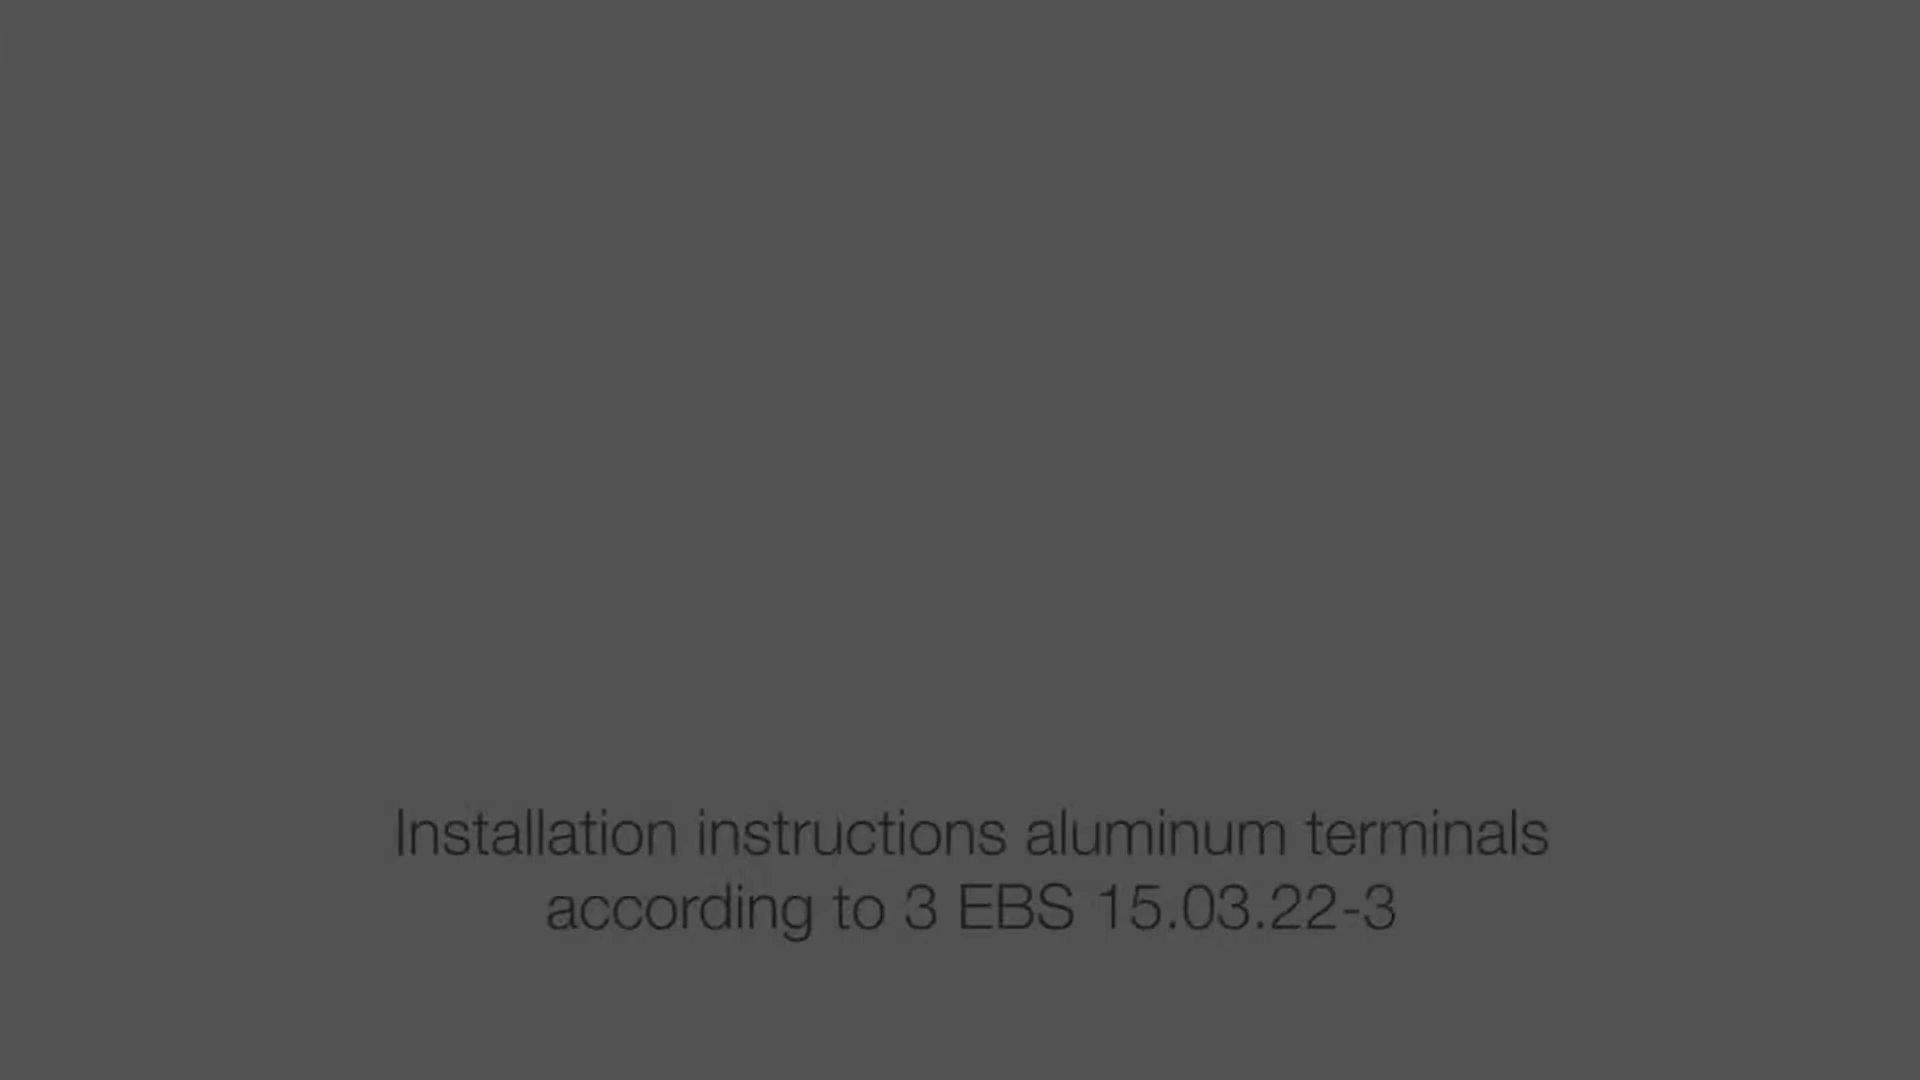 Installation instructions aluminum terminals
according to 3 EBS 15.03.22-3